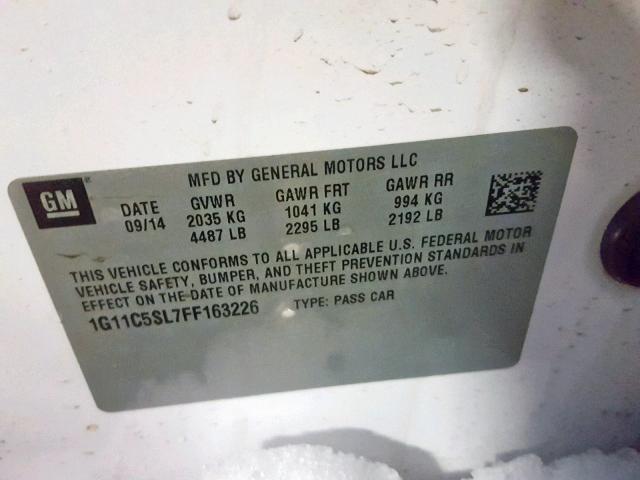 MFD BY GENERAL MOTORS LLC
GM
DATE GVWR GAWR FRT GAWR RR
09/14 2035 KG 1041 KG 994 KG
4487 LB 2295 LB 2192 LB
THIS VEHICLE CONFORMS TO ALL APPLICABLE U.S. FEDERAL MOTOR
VEHICLE SAFETY, BUMPER, AND THEFT PREVENTION STANDARDS IN
EFFECT ON THE DATE OF MANUFACTURE SHOWN ABOVE.
1G11C5SL7FF163226 TYPE: PASS CAR